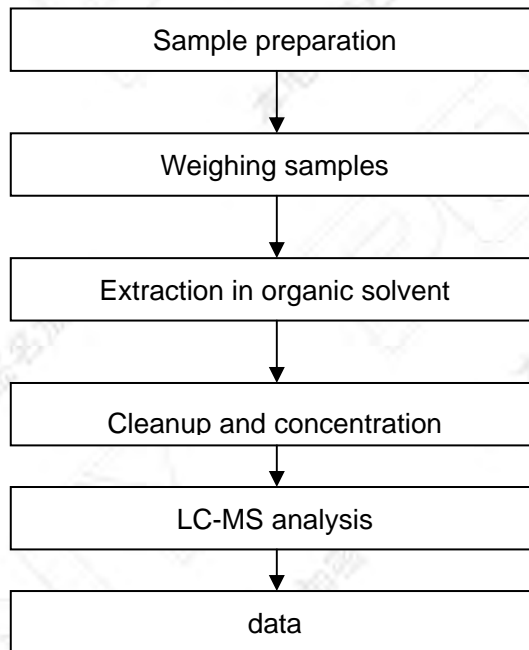 Sample preparation
Weighing samples
Extraction in organic solvent
Cleanup and concentration
LC-MS analysis
data